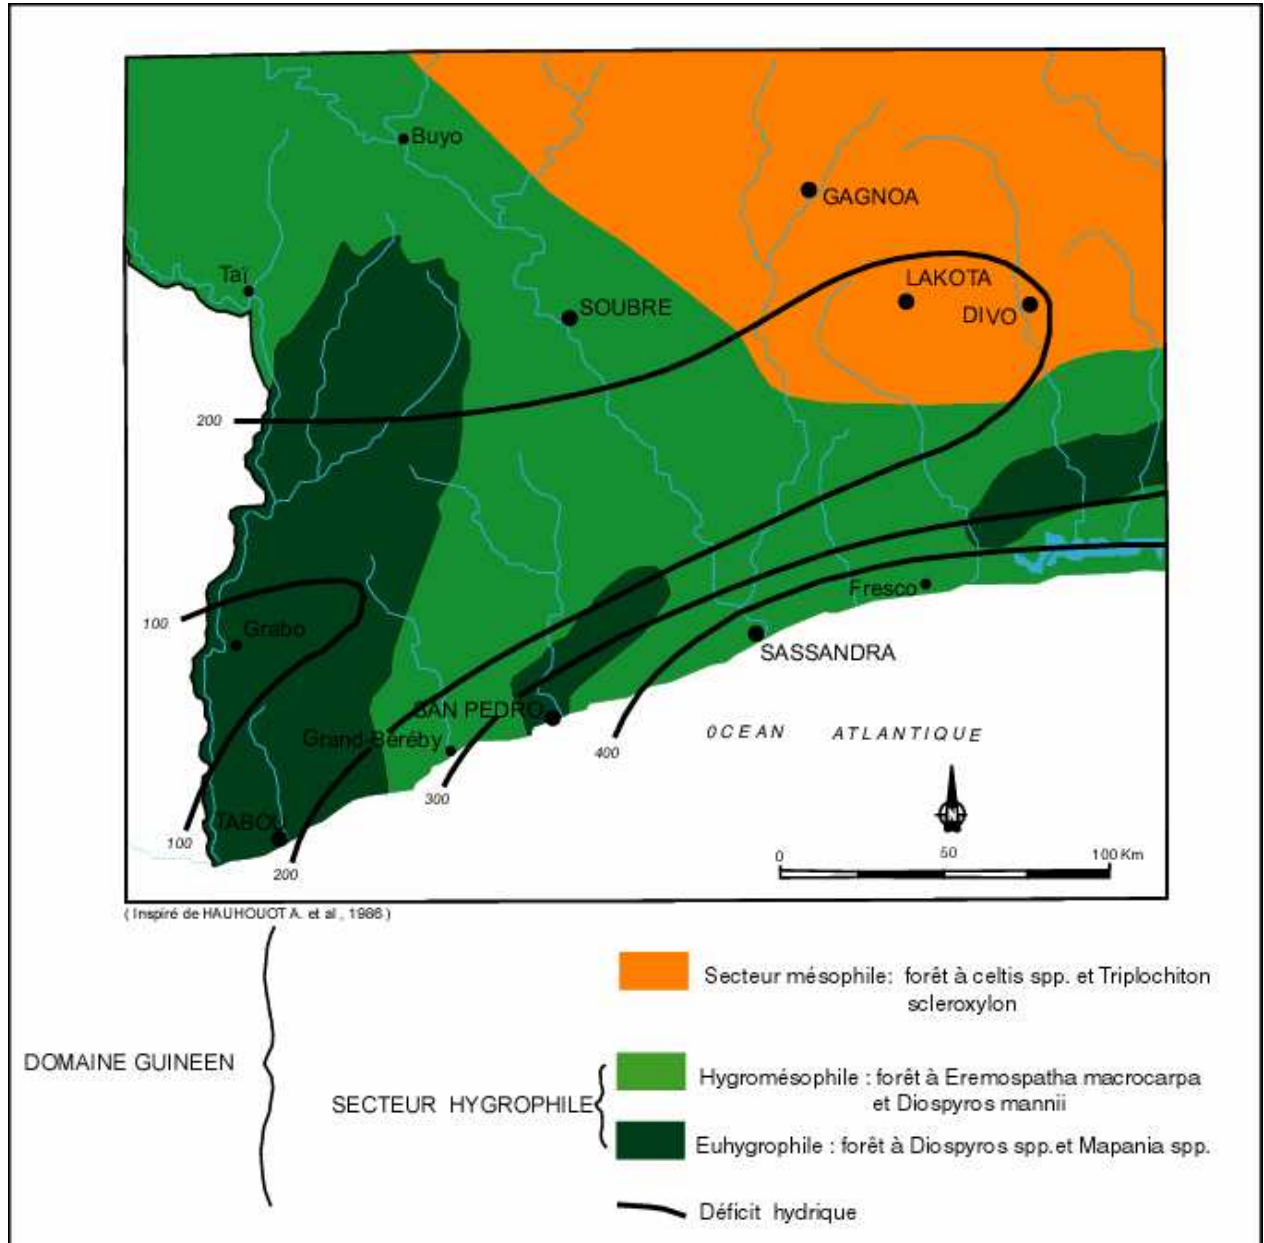 Buyo
GAGNOA
Taï
SOUBRE
LAKOTA
DIVO
200
100
Grabo
Fresco
SASSANDRA
SAN PEDRO
Grand-Béréby
OCEAN ATLANTIQUE
400
300
TABOU
100
200
N
0 50 100 Km
( Inspiré de HAUHOUOT A. et al , 1986 )
Secteur mésophile: forêt à celtis spp. et Triplochiton
scleroxylon
DOMAINE GUINEEN
SECTEUR HYGROPHILE
Hygromésophile : forêt à Eremospatha macrocarpa
et Diospyros mannii
Euhygrophile : forêt à Diospyros spp.et Mapania spp.
Déficit hydrique